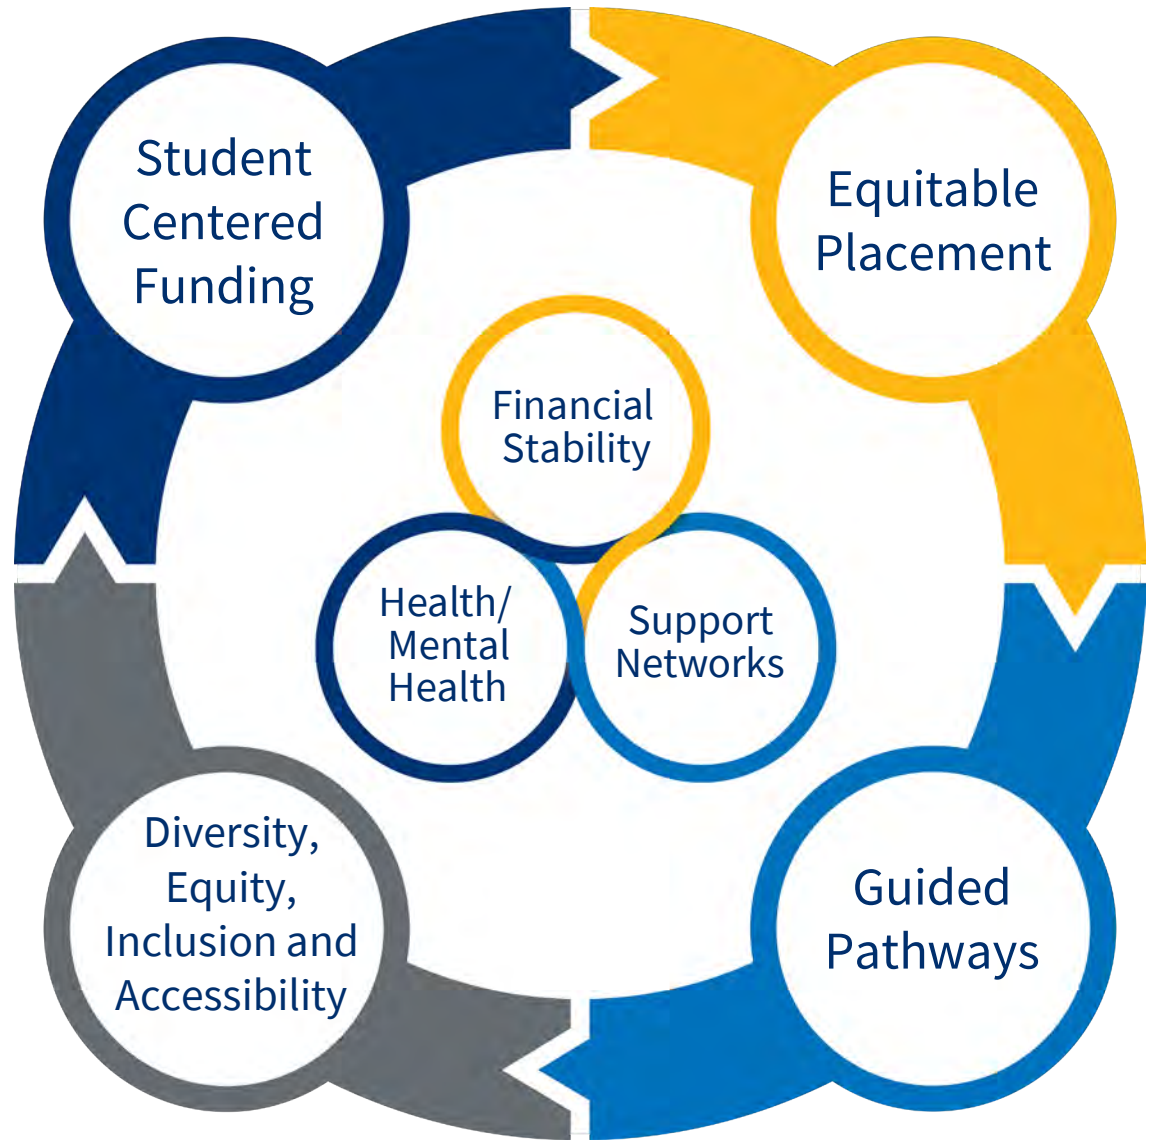 Student
Centered
Funding
Equitable
Placement
Financial
Stability
Health/
Mental
Health
Support
Networks
Diversity,
Equity,
Inclusion and
Accessibility
Guided
Pathways